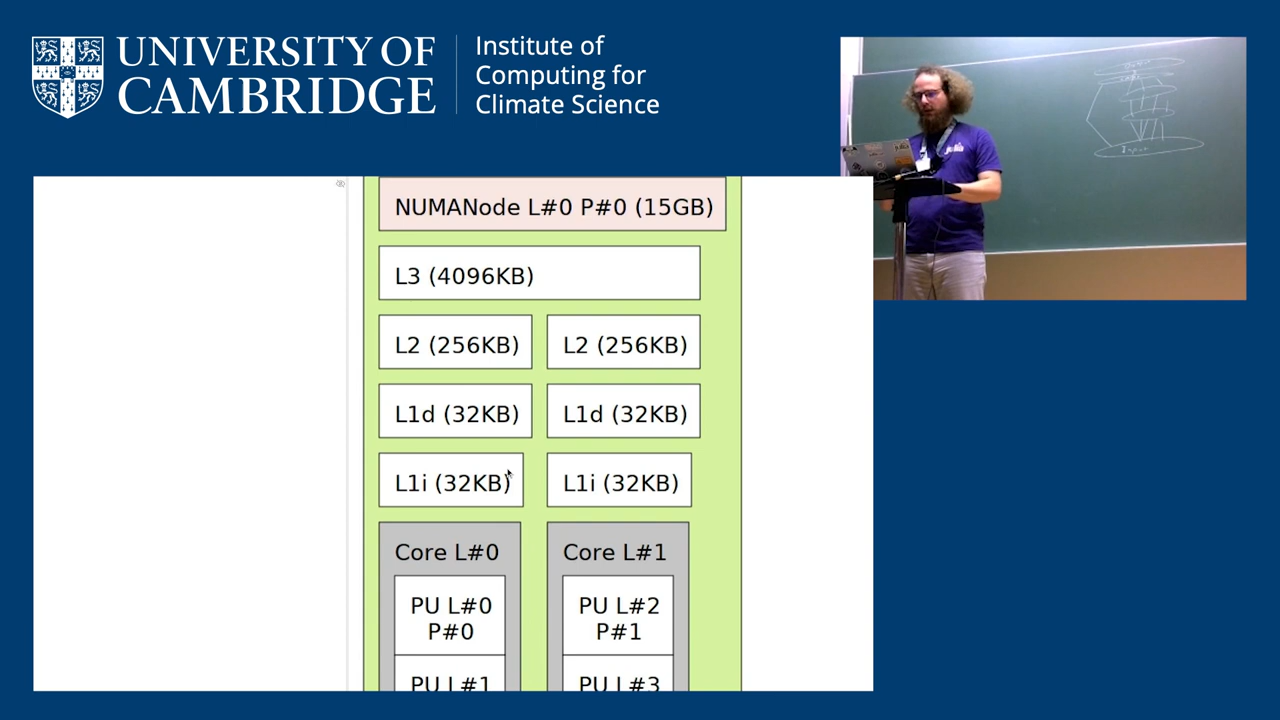 UNIVERSITY OF
CAMBRIDGE
Institute of
Computing for
Climate Science
NUMANode L#0 P#0 (15GB)
L3 (4096KB)
L2 (256KB)
L2 (256KB)
L1d (32KB)
L1d (32KB)
L1i (32KB)
L1i (32KB)
Core L#0
Core L#1
PU L#0
P#0
PU L#2
P#1
PU L#1
PU L#3